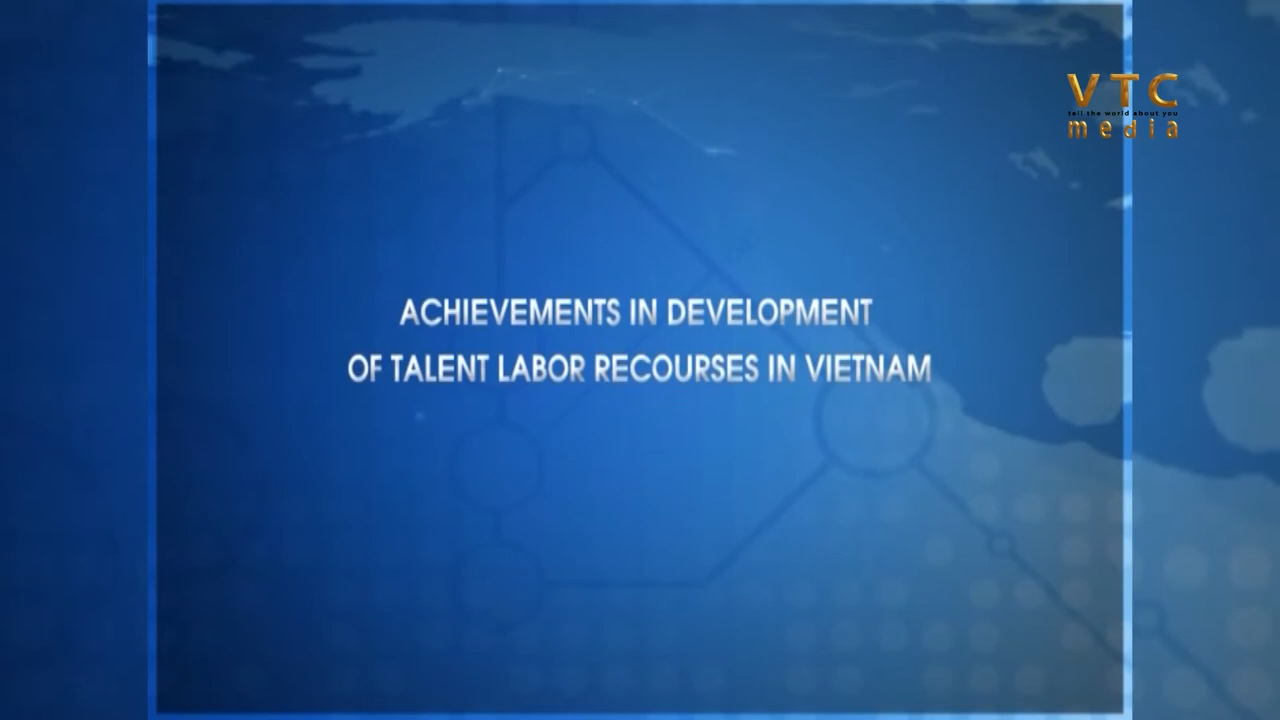 VTC
tell the world about you
media
ACHIEVEMENTS IN DEVELOPMENT
OF TALENT LABOR RECOURSES IN VIETNAM